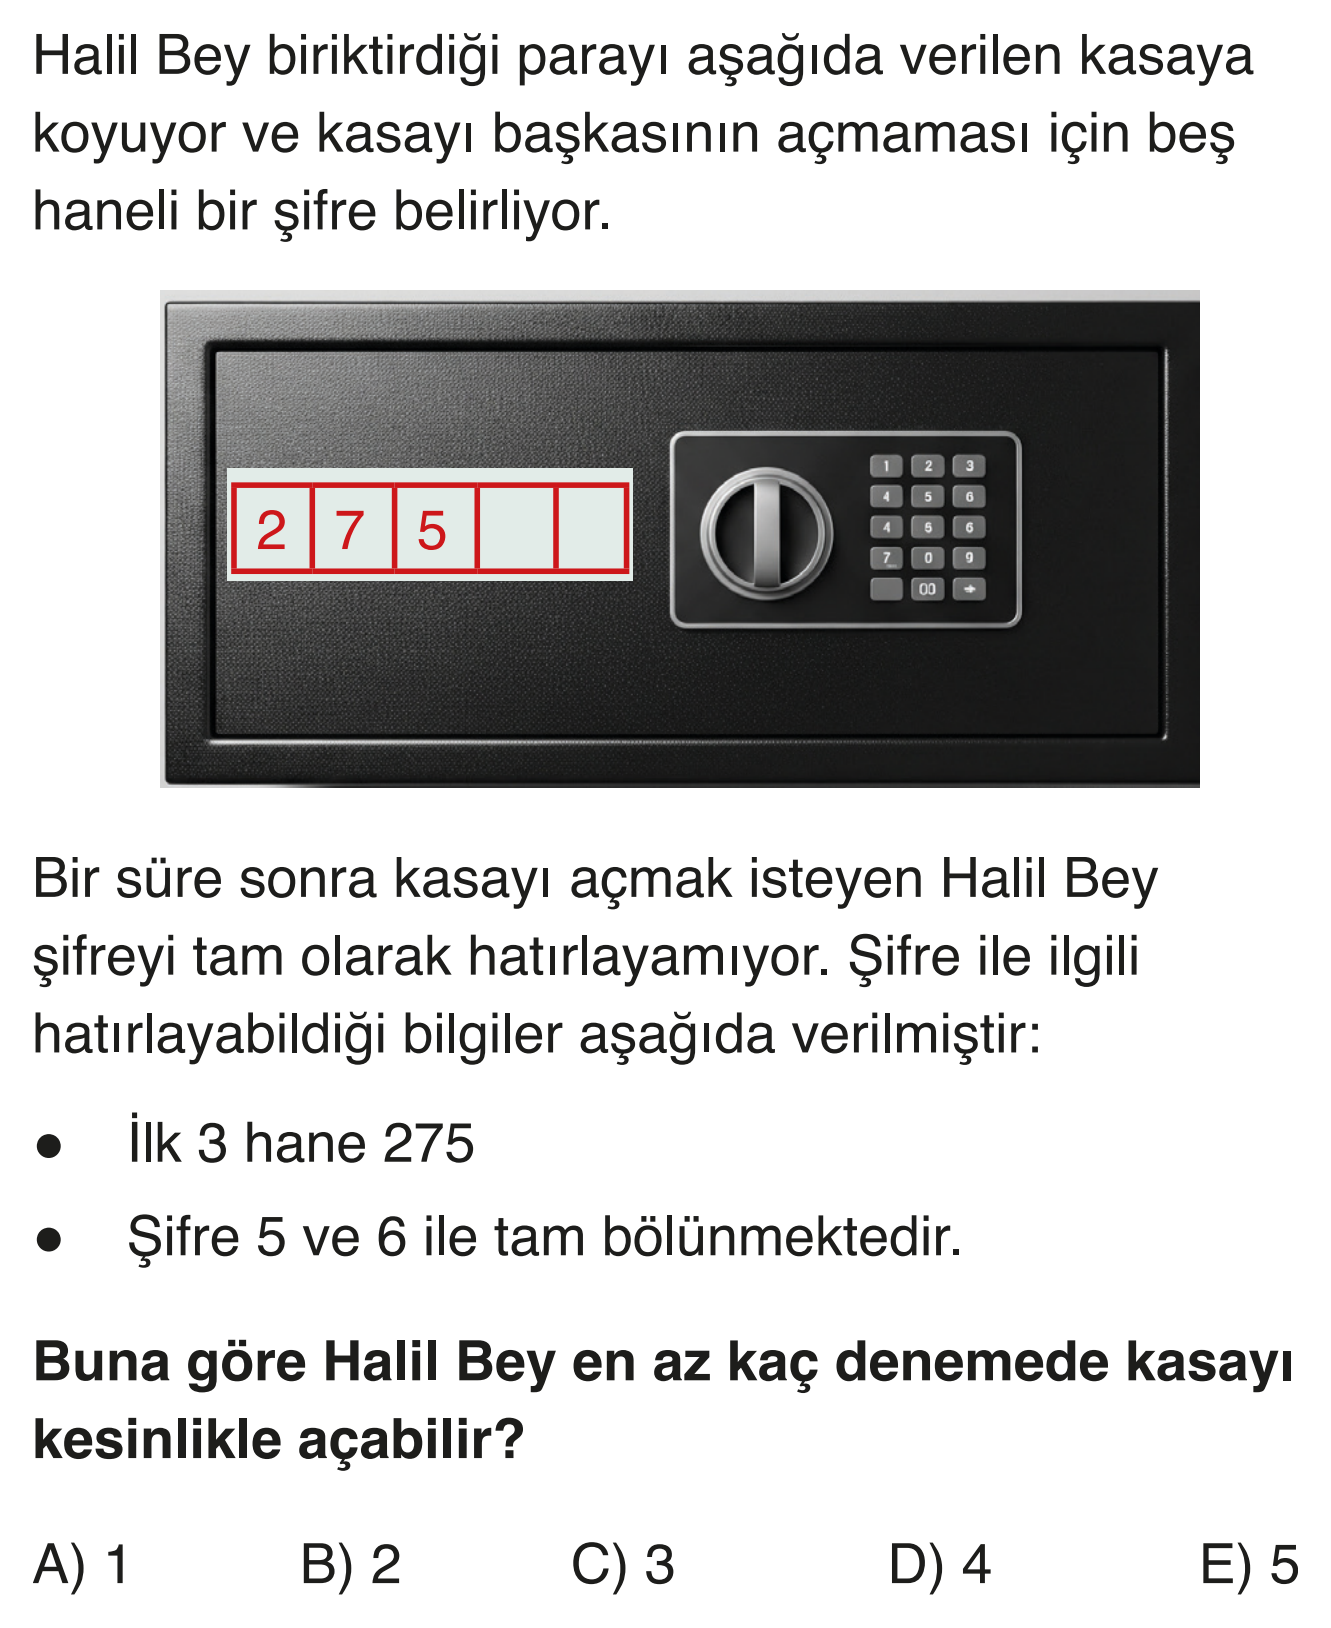 Halil Bey biriktirdiği parayı aşağıda verilen kasaya
koyuyor ve kasayı başkasının açmaması için beş
haneli bir şifre belirliyor.
2 7 5
1 2 3
4 5 6
4 5 6
7 0 9
00
Bir süre sonra kasayı açmak isteyen Halil Bey
şifreyi tam olarak hatırlayamıyor. Şifre ile ilgili
hatırlayabildiği bilgiler aşağıda verilmiştir:
● İlk 3 hane 275
● Şifre 5 ve 6 ile tam bölünmektedir.
Buna göre Halil Bey en az kaç denemede kasayı
kesinlikle açabilir?
A) 1 B) 2 C) 3 D) 4 E) 5